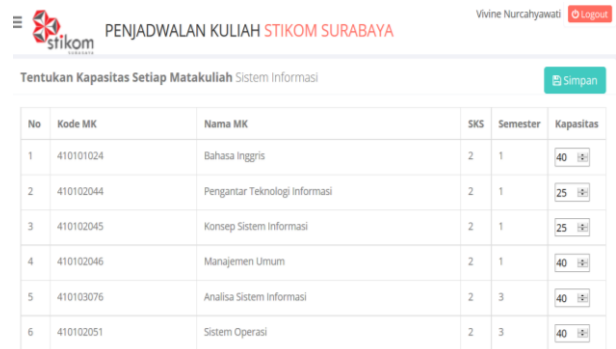 Vivine Nurcahyawati Logout
stikom
SURABAYA
PENJADWALAN KULIAH STIKOM SURABAYA
Tentukan Kapasitas Setiap Matakuliah Sistem Informasi Simpan
No Kode MK Nama MK SKS Semester Kapasitas
1 410101024 Bahasa Inggris 2 1 40
2 410102044 Pengantar Teknologi Informasi 2 1 25
3 410102045 Konsep Sistem Informasi 2 1 25
4 410102046 Manajemen Umum 2 1 40
5 410103076 Analisa Sistem Informasi 2 3 40
6 410102051 Sistem Operasi 2 3 40